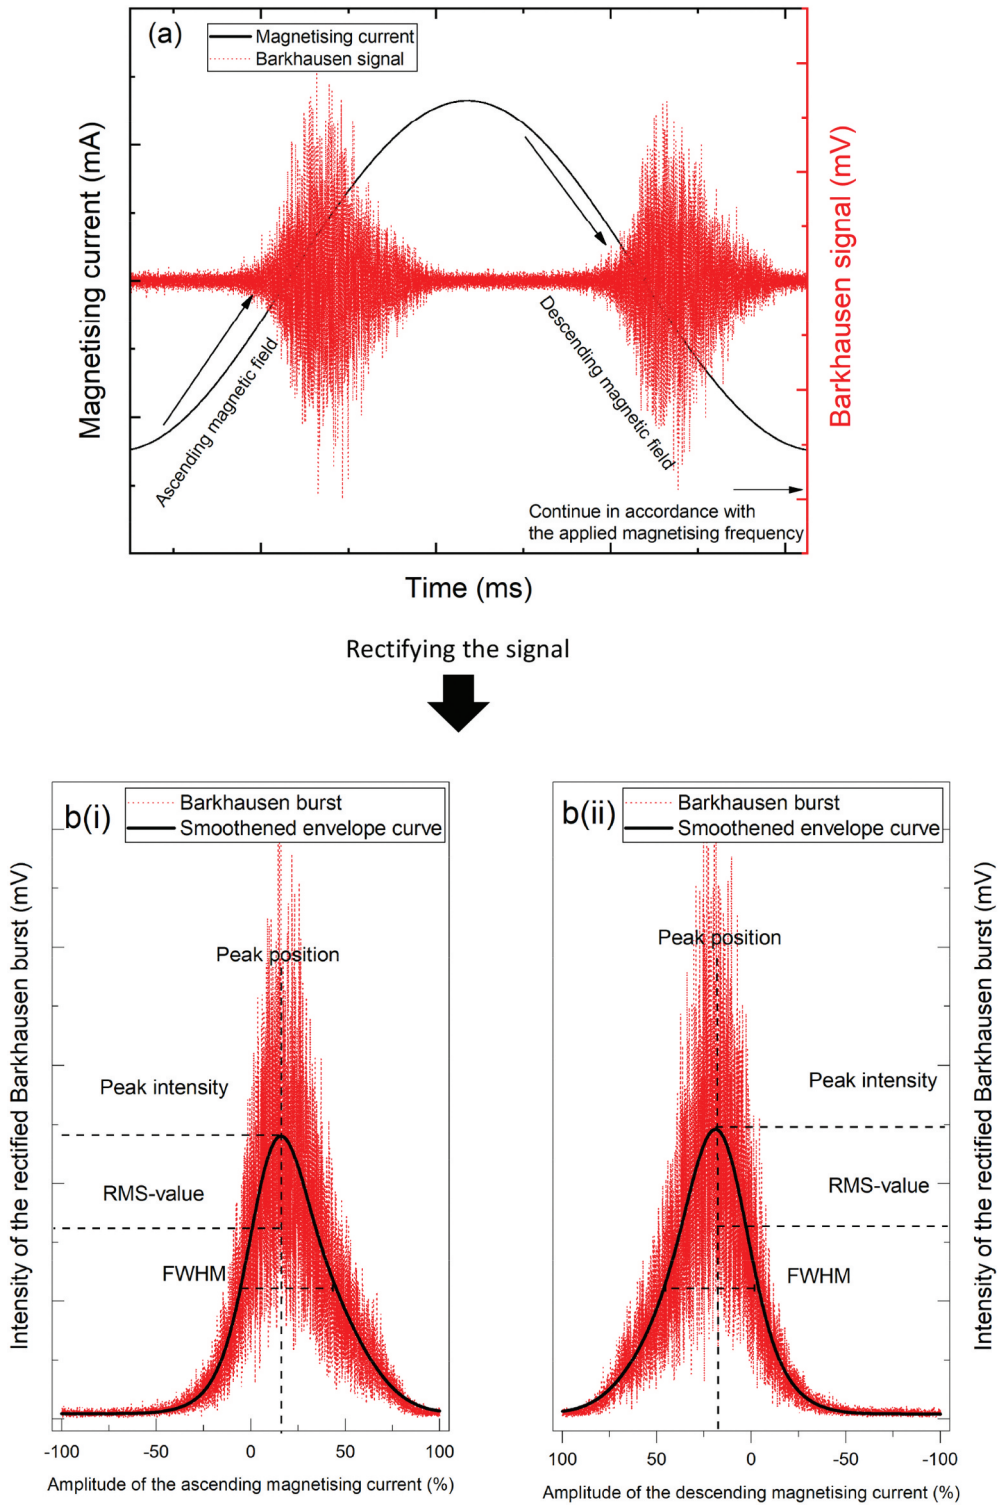 (a)
Magnetising current
Barkhausen signal
Magnetising current (mA)
Barkhausen signal (mV)
Ascending magnetic field
Descending magnetic field
Continue in accordance with
the applied magnetising frequency
Time (ms)
Rectifying the signal
b(i)
Barkhausen burst
Smoothened envelope curve
Intensity of the rectified Barkhausen burst (mV)
Peak position
Peak intensity
RMS-value
FWHM
-100 -50 0 50 100
Amplitude of the ascending magnetising current (%)
b(ii)
Barkhausen burst
Smoothened envelope curve
Peak position
Peak intensity
RMS-value
FWHM
Intensity of the rectified Barkhausen burst (mV)
100 50 0 -50 -100
Amplitude of the descending magnetising current (%)